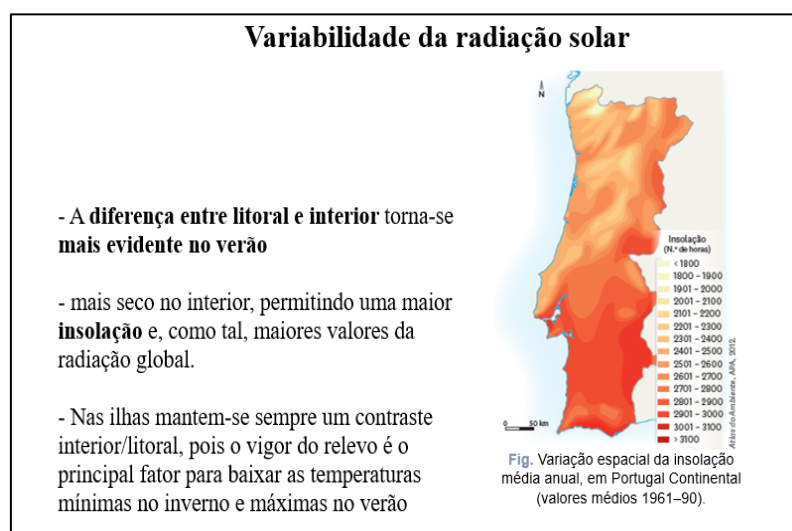 Variabilidade da radiação solar
- A diferença entre litoral e interior torna-se
mais evidente no verão
- mais seco no interior, permitindo uma maior
insolação e, como tal, maiores valores da
radiação global.
- Nas ilhas mantem-se sempre um contraste
interior/litoral, pois o vigor do relevo é o
principal fator para baixar as temperaturas
mínimas no inverno e máximas no verão
N
Insolação
(N.º de horas)
< 1800
1800 – 1900
1901 – 2000
2001 – 2100
2101 – 2200
2201 – 2300
2301 – 2400
2401 – 2500
2501 – 2600
2601 – 2700
2701 – 2800
2801 – 2900
2901 – 3000
3001 – 3100
> 3100
0 50 km
Atlas do Ambiente, APA, 2012.
Fig. Variação espacial da insolação
média anual, em Portugal Continental
(valores médios 1961–90).